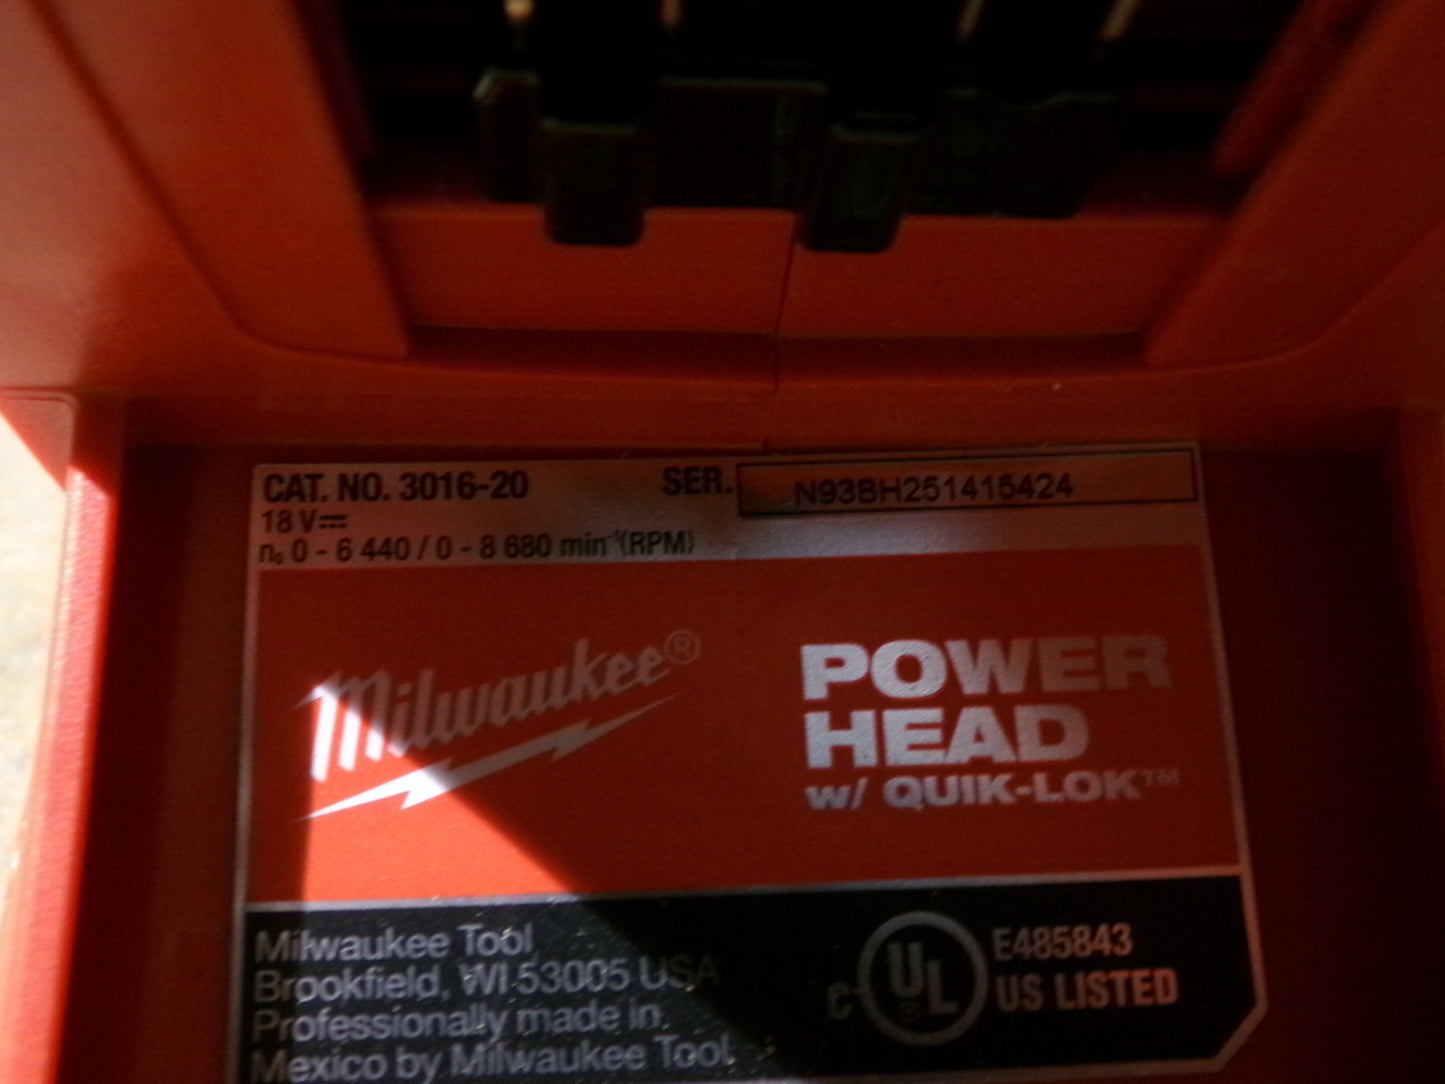 CAT. NO. 3016-20 SER. N93BH251415424
18 V⎓
n₀ 0 - 6 440 / 0 - 8 680 min⁻¹(RPM)
Milwaukee®
POWER
HEAD
w/ QUIK-LOK™
Milwaukee Tool
Brookfield, WI 53005 USA
Professionally made in
Mexico by Milwaukee Tool
C UL ® E485843
US LISTED